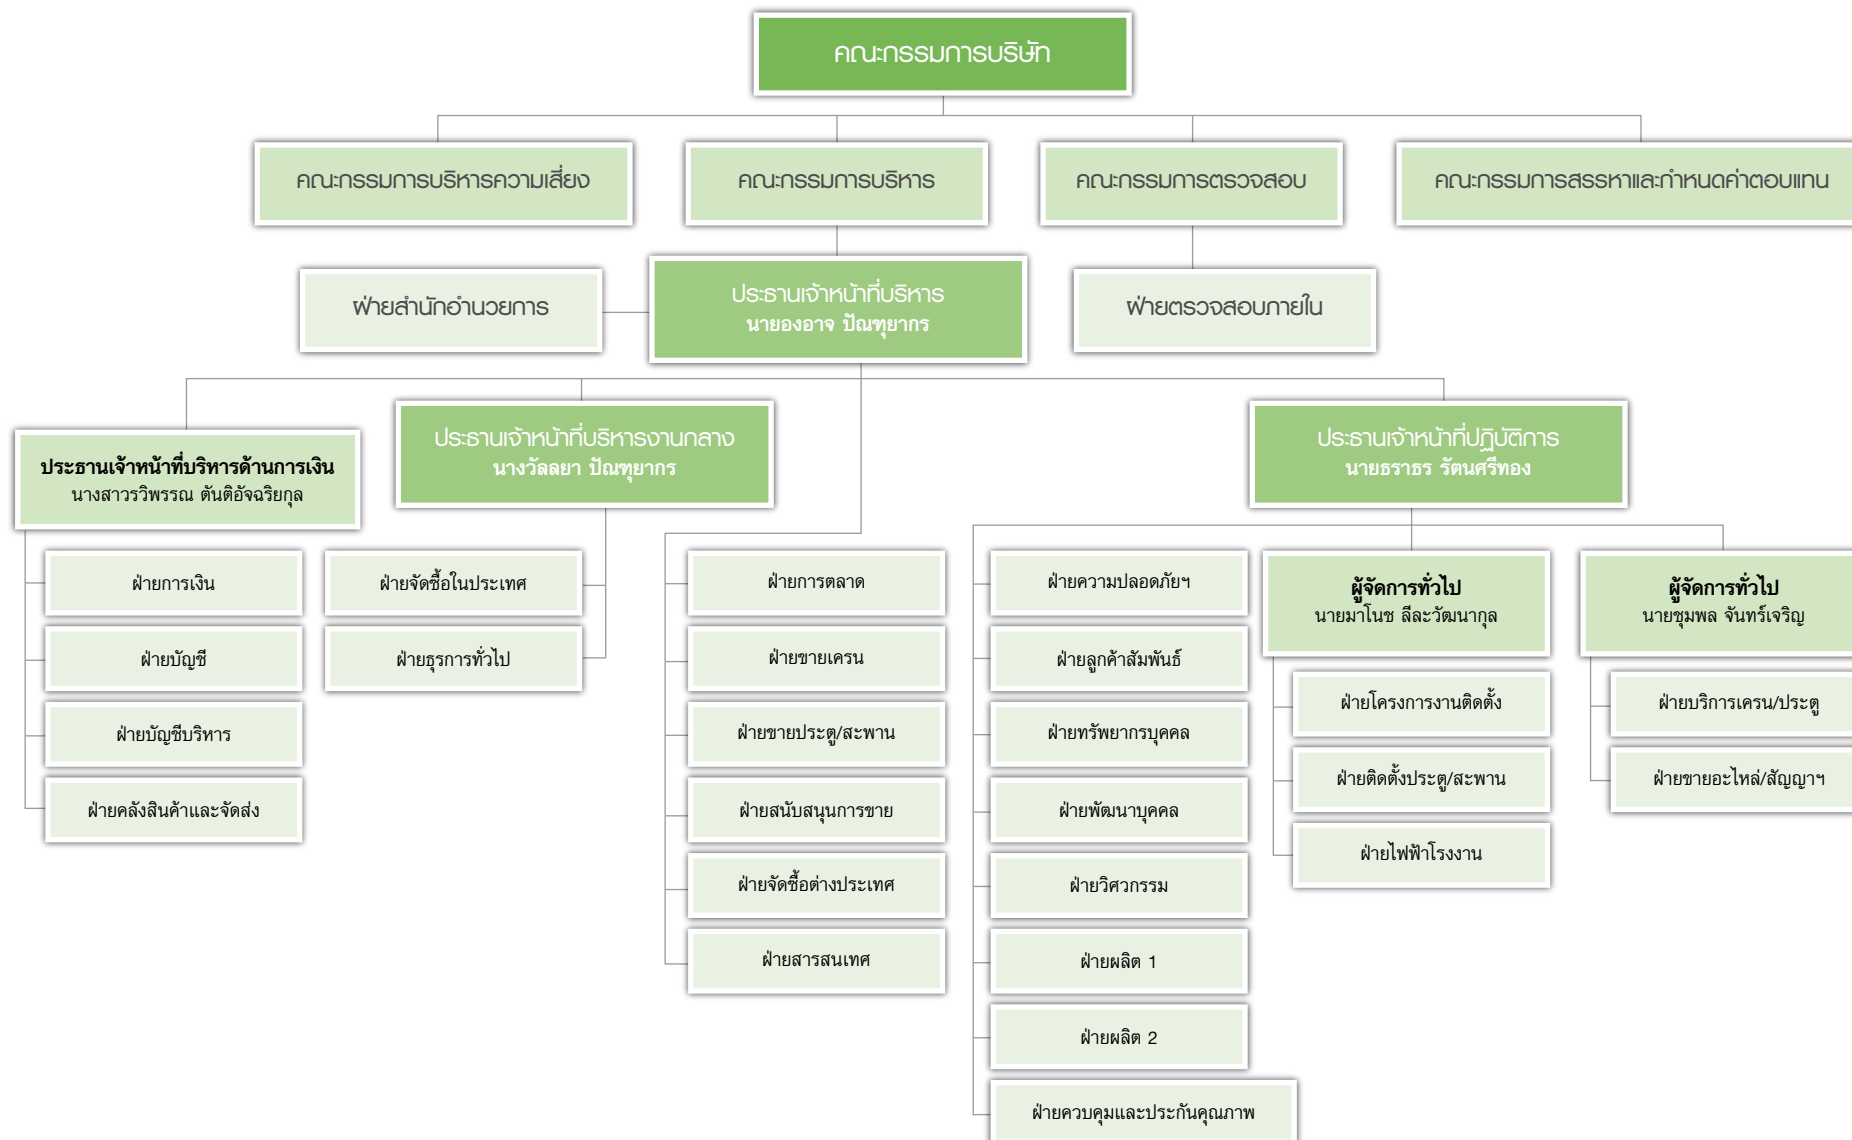 คณะกรรมการบริษัท
คณะกรรมการบริหารความเสี่ยง
คณะกรรมการบริหาร
คณะกรรมการตรวจสอบ
คณะกรรมการสรรหาและกำหนดค่าตอบแทน
ฝ่ายสำนักอำนวยการ
ประธานเจ้าหน้าที่บริหาร
นายองอาจ ปัณฑุยากร
ฝ่ายตรวจสอบภายใน
ประธานเจ้าหน้าที่บริหารด้านการเงิน
นางสาวรวิพรรณ ตันติอัจฉริยกุล
ประธานเจ้าหน้าที่บริหารงานกลาง
นางวัลลยา ปัณฑุยากร
ประธานเจ้าหน้าที่ปฏิบัติการ
นายธราธร รัตนศรีทอง
ฝ่ายการเงิน
ฝ่ายบัญชี
ฝ่ายบัญชีบริหาร
ฝ่ายคลังสินค้าและจัดส่ง
ฝ่ายจัดซื้อในประเทศ
ฝ่ายธุรการทั่วไป
ฝ่ายการตลาด
ฝ่ายขายเครน
ฝ่ายขายประตู/สะพาน
ฝ่ายสนับสนุนการขาย
ฝ่ายจัดซื้อต่างประเทศ
ฝ่ายสารสนเทศ
ฝ่ายความปลอดภัยฯ
ฝ่ายลูกค้าสัมพันธ์
ฝ่ายทรัพยากรบุคคล
ฝ่ายพัฒนาบุคคล
ฝ่ายวิศวกรรม
ฝ่ายผลิต 1
ฝ่ายผลิต 2
ฝ่ายควบคุมและประกันคุณภาพ
ผู้จัดการทั่วไป
นายมาโนช ลีละวัฒนากุล
ฝ่ายโครงการงานติดตั้ง
ฝ่ายติดตั้งประตู/สะพาน
ฝ่ายไฟฟ้าโรงงาน
ผู้จัดการทั่วไป
นายชุมพล จันทร์เจริญ
ฝ่ายบริการเครน/ประตู
ฝ่ายขายอะไหล่/สัญญาฯ